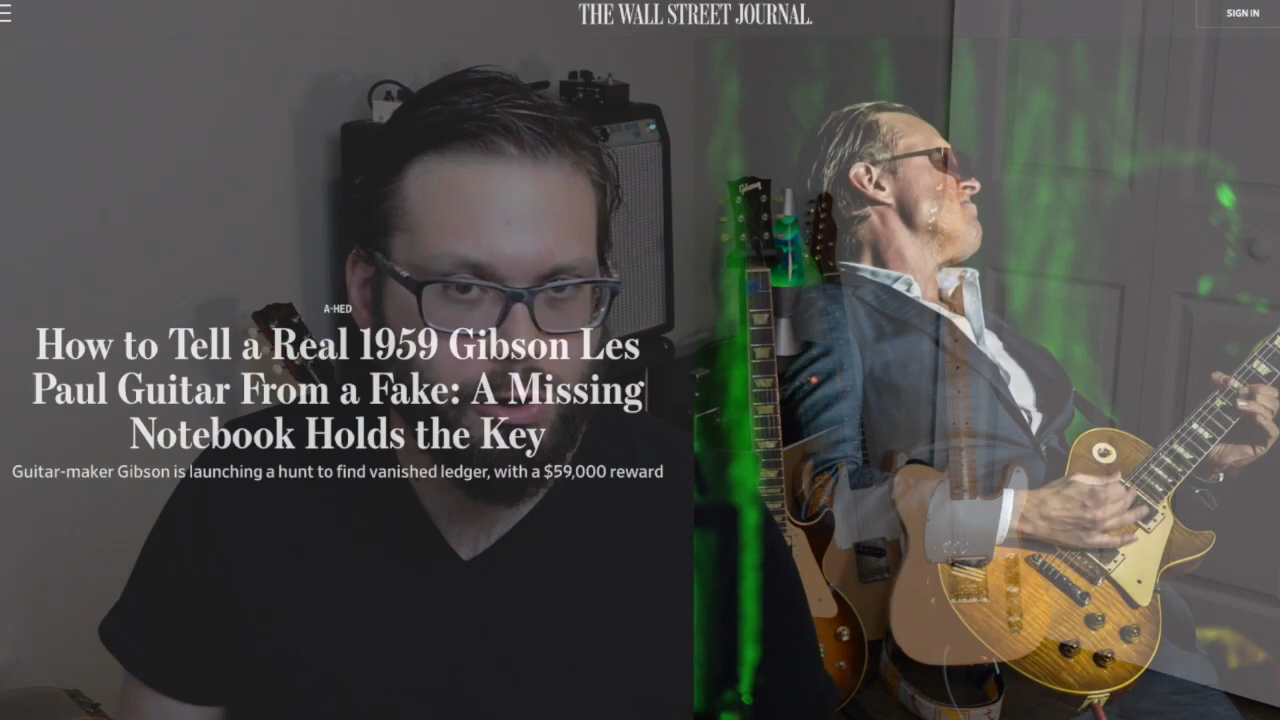 THE WALL STREET JOURNAL.
SIGN IN
Gibson
A-HED
How to Tell a Real 1959 Gibson Les
Paul Guitar From a Fake: A Missing
Notebook Holds the Key
Guitar-maker Gibson is launching a hunt to find vanished ledger, with a $59,000 reward